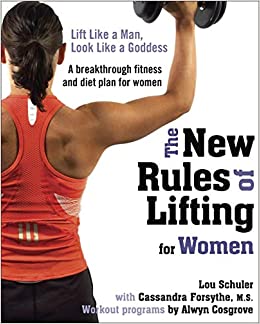 Lift Like a Man,
Look Like a Goddess
A breakthrough fitness
and diet plan for women
The New
Rules of
Lifting
for Women
Lou Schuler
with Cassandra Forsythe, M.S.
Workout programs by Alwyn Cosgrove